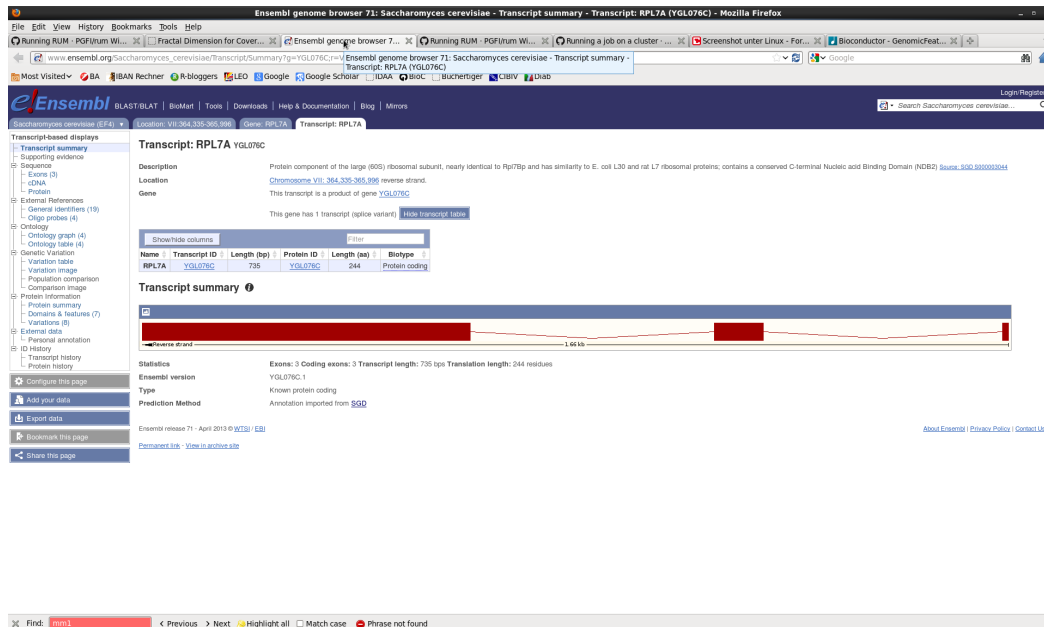 Ensembl genome browser 71: Saccharomyces cerevisiae - Transcript summary - Transcript: RPL7A (YGL076C) - Mozilla Firefox
File Edit View History Bookmarks Tools Help
Running RUM · PGFI/rum Wi... Fractal Dimension for Cover... Ensembl genome browser 7... Running RUM · PGFI/rum Wi... Running a job on a cluster · ... Screenshot unter Linux - For... Bioconductor - GenomicFeat...
www.ensembl.org/Saccharomyces_cerevisiae/Transcript/Summary?g=YGL076C;r=V Google
Ensembl genome browser 71: Saccharomyces cerevisiae - Transcript summary -
Transcript: RPL7A (YGL076C)
Most Visited BA IBAN Rechner R-bloggers LEO Google Google Scholar IDAA BioC Buchertiger CIBIV Diab
Login/Register
e!Ensembl BLAST/BLAT | BioMart | Tools | Downloads | Help & Documentation | Blog | Mirrors Search Saccharomyces cerevisiae...
Saccharomyces cerevisiae (EF4) Location: VII:364,335-365,996 Gene: RPL7A Transcript: RPL7A
Transcript-based displays
Transcript summary
Supporting evidence
Sequence
Exons (3)
cDNA
Protein
External References
General identifiers (19)
Oligo probes (4)
Ontology
Ontology graph (4)
Ontology table (4)
Genetic Variation
Variation table
Variation image
Population comparison
Comparison image
Protein Information
Protein summary
Domains & features (7)
Variations (8)
External data
Personal annotation
ID History
Transcript history
Protein history
Configure this page
Add your data
Export data
Bookmark this page
Share this page
Transcript: RPL7A YGL076C
Description Protein component of the large (60S) ribosomal subunit, nearly identical to Rpl7Bp and has similarity to E. coli L30 and rat L7 ribosomal proteins; contains a conserved C-terminal Nucleic acid Binding Domain (NDB2) Source: SGD S000003044
Location Chromosome VII: 364,335-365,996 reverse strand.
Gene This transcript is a product of gene YGL076C
This gene has 1 transcript (splice variant) Hide transcript table
Show/hide columns Filter
Name Transcript ID Length (bp) Protein ID Length (aa) Biotype
RPL7A YGL076C 735 YGL076C 244 Protein coding
Transcript summary
Reverse strand 1.66 kb
Statistics Exons: 3 Coding exons: 3 Transcript length: 735 bps Translation length: 244 residues
Ensembl version YGL076C.1
Type Known protein coding
Prediction Method Annotation imported from SGD
Ensembl release 71 - April 2013 © WTSI / EBI About Ensembl | Privacy Policy | Contact Us
Permanent link - View in archive site
Find: mm1 Previous Next Highlight all Match case Phrase not found